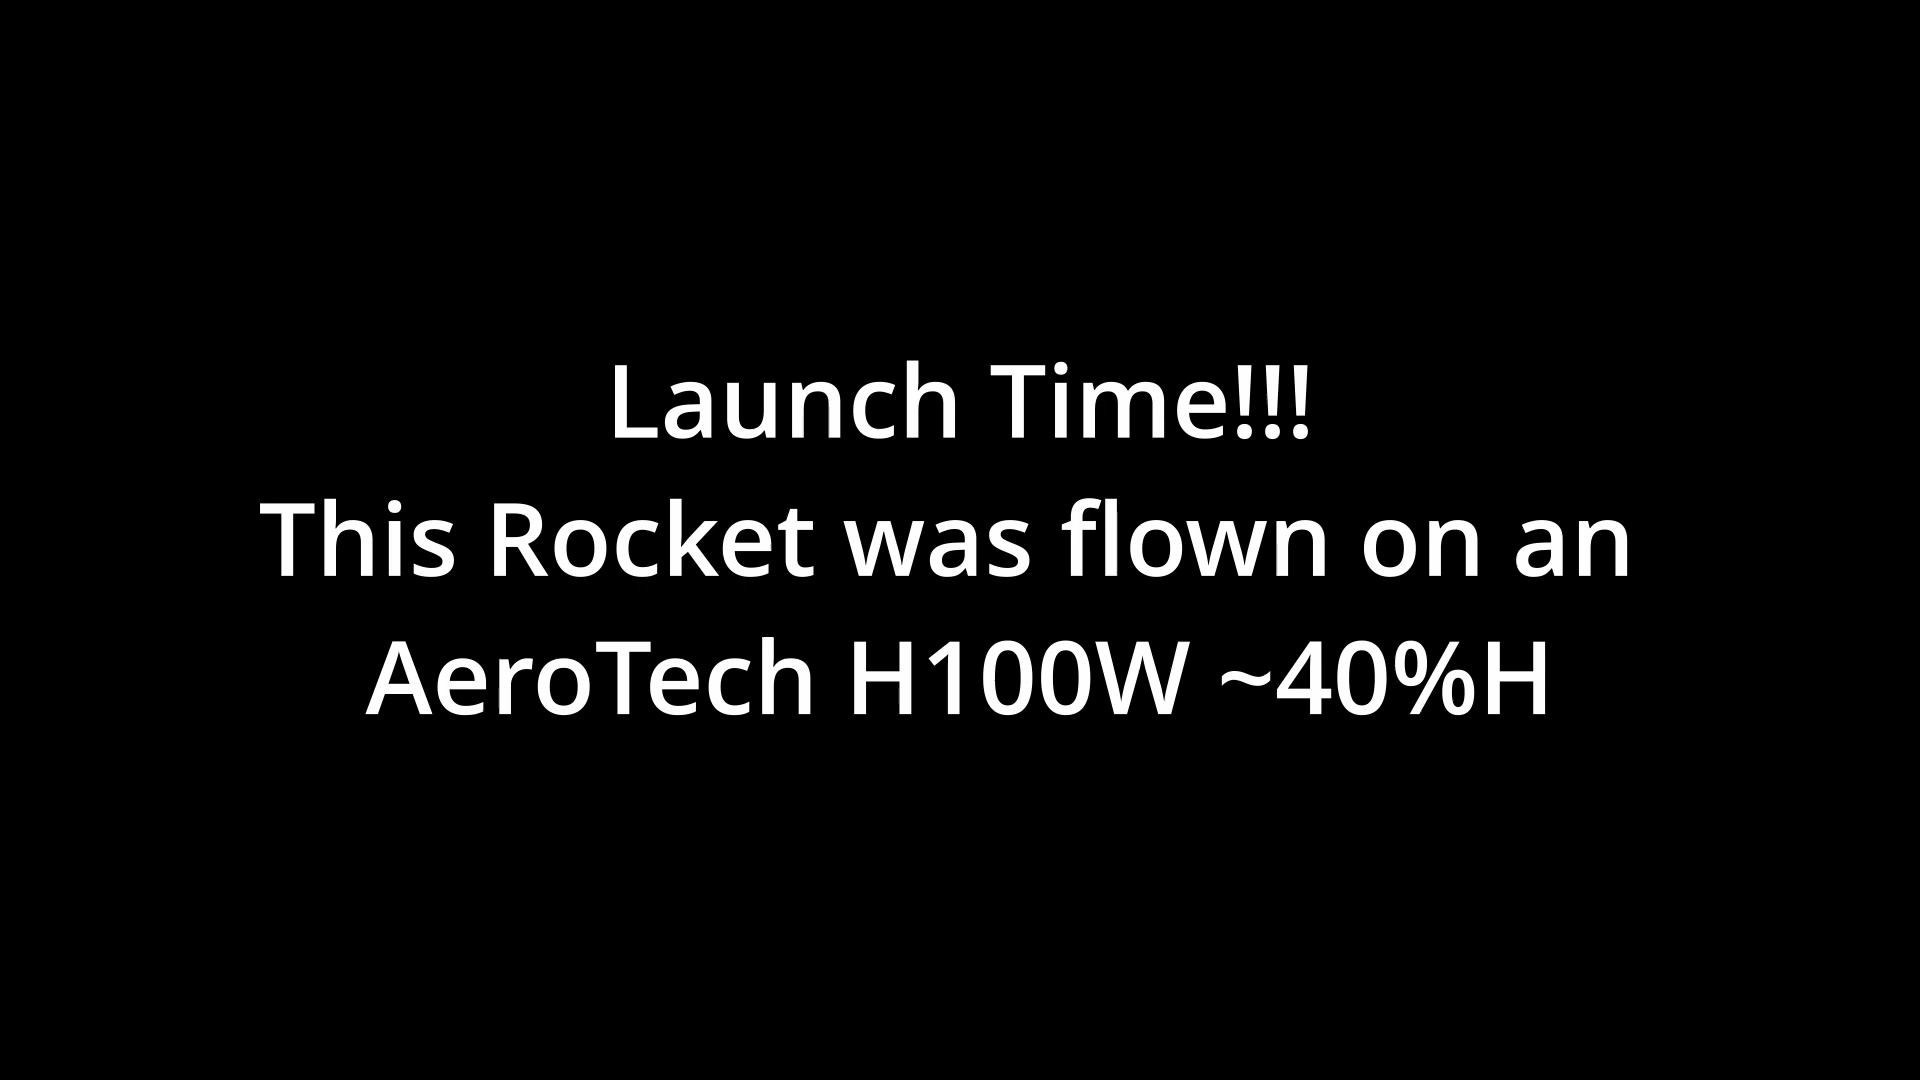 Launch Time!!!
This Rocket was flown on an
AeroTech H100W ~40%H